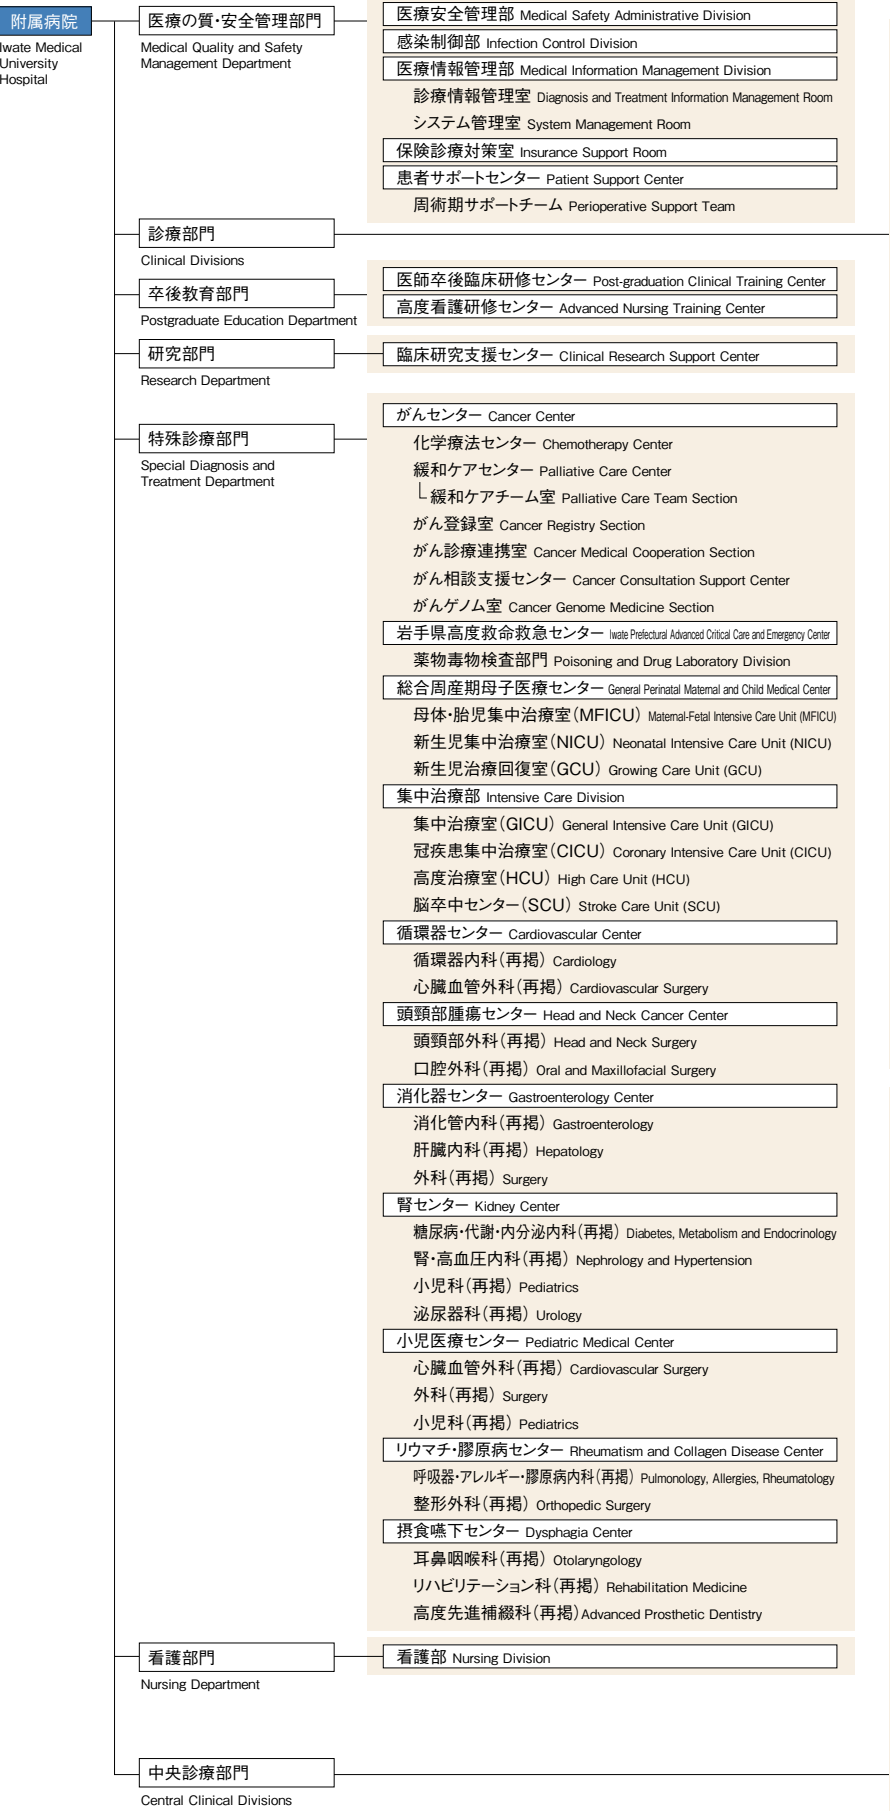 附属病院
Iwate Medical
University
Hospital
医療の質・安全管理部門
Medical Quality and Safety
Management Department
医療安全管理部 Medical Safety Administrative Division
感染制御部 Infection Control Division
医療情報管理部 Medical Information Management Division
診療情報管理室 Diagnosis and Treatment Information Management Room
システム管理室 System Management Room
保険診療対策室 Insurance Support Room
患者サポートセンター Patient Support Center
周術期サポートチーム Perioperative Support Team
診療部門
Clinical Divisions
卒後教育部門
Postgraduate Education Department
医師卒後臨床研修センター Post-graduation Clinical Training Center
高度看護研修センター Advanced Nursing Training Center
研究部門
Research Department
臨床研究支援センター Clinical Research Support Center
特殊診療部門
Special Diagnosis and
Treatment Department
がんセンター Cancer Center
化学療法センター Chemotherapy Center
緩和ケアセンター Palliative Care Center
緩和ケアチーム室 Palliative Care Team Section
がん登録室 Cancer Registry Section
がん診療連携室 Cancer Medical Cooperation Section
がん相談支援センター Cancer Consultation Support Center
がんゲノム室 Cancer Genome Medicine Section
岩手県高度救命救急センター Iwate Prefectural Advanced Critical Care and Emergency Center
薬物毒物検査部門 Poisoning and Drug Laboratory Division
総合周産期母子医療センター General Perinatal Maternal and Child Medical Center
母体・胎児集中治療室(MFICU) Maternal-Fetal Intensive Care Unit (MFICU)
新生児集中治療室(NICU) Neonatal Intensive Care Unit (NICU)
新生児治療回復室(GCU) Growing Care Unit (GCU)
集中治療部 Intensive Care Division
集中治療室(GICU) General Intensive Care Unit (GICU)
冠疾患集中治療室(CICU) Coronary Intensive Care Unit (CICU)
高度治療室(HCU) High Care Unit (HCU)
脳卒中センター(SCU) Stroke Care Unit (SCU)
循環器センター Cardiovascular Center
循環器内科(再掲) Cardiology
心臓血管外科(再掲) Cardiovascular Surgery
頭頸部腫瘍センター Head and Neck Cancer Center
頭頸部外科(再掲) Head and Neck Surgery
口腔外科(再掲) Oral and Maxillofacial Surgery
消化器センター Gastroenterology Center
消化管内科(再掲) Gastroenterology
肝臓内科(再掲) Hepatology
外科(再掲) Surgery
腎センター Kidney Center
糖尿病・代謝・内分泌内科(再掲) Diabetes, Metabolism and Endocrinology
腎・高血圧内科(再掲) Nephrology and Hypertension
小児科(再掲) Pediatrics
泌尿器科(再掲) Urology
小児医療センター Pediatric Medical Center
心臓血管外科(再掲) Cardiovascular Surgery
外科(再掲) Surgery
小児科(再掲) Pediatrics
リウマチ・膠原病センター Rheumatism and Collagen Disease Center
呼吸器・アレルギー・膠原病内科(再掲) Pulmonology, Allergies, Rheumatology
整形外科(再掲) Orthopedic Surgery
摂食嚥下センター Dysphagia Center
耳鼻咽喉科(再掲) Otolaryngology
リハビリテーション科(再掲) Rehabilitation Medicine
高度先進補綴科(再掲)Advanced Prosthetic Dentistry
看護部門
Nursing Department
看護部 Nursing Division
中央診療部門
Central Clinical Divisions